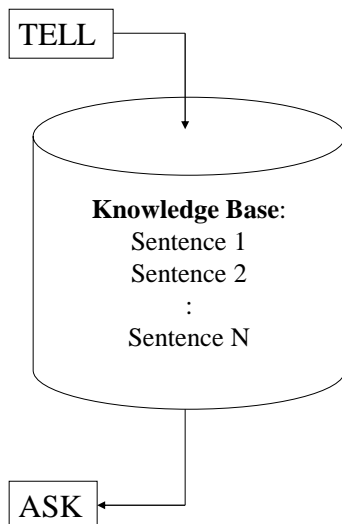 TELL
Knowledge Base:
Sentence 1
Sentence 2
:
Sentence N
ASK